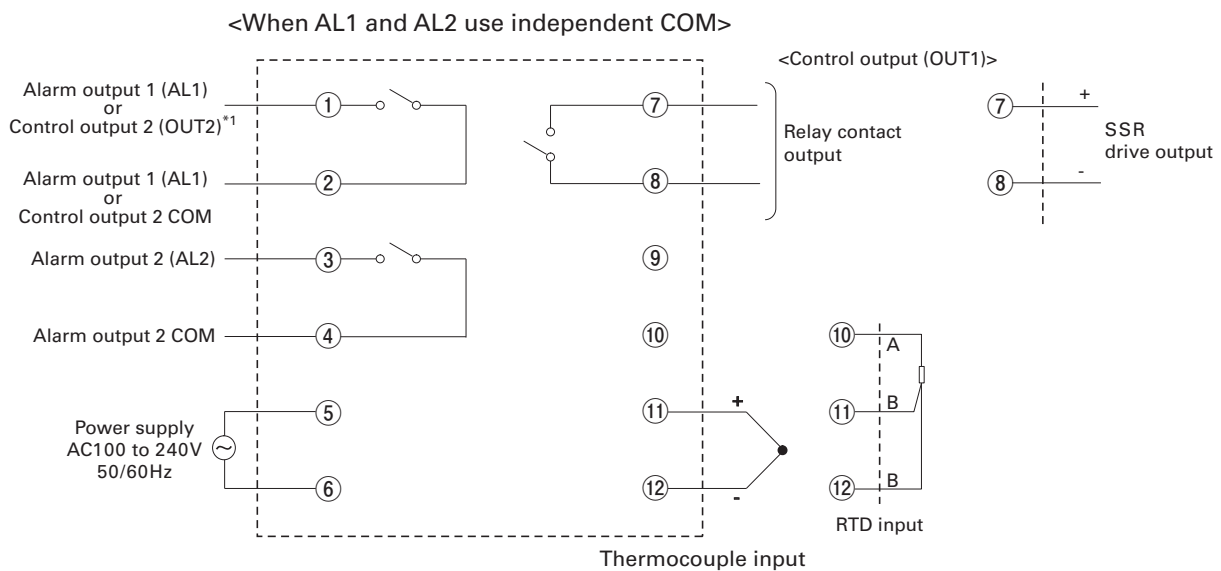 <When AL1 and AL2 use independent COM>
<Control output (OUT1)>
Alarm output 1 (AL1)
or
Control output 2 (OUT2)*1
Alarm output 1 (AL1)
or
Control output 2 COM
Alarm output 2 (AL2)
Alarm output 2 COM
Power supply
AC100 to 240V
50/60Hz
①
②
③
④
⑤
⑥
⑦
⑧
⑨
⑩
⑪
⑫
+
-
Thermocouple input
Relay contact
output
⑦
⑧
+
-
SSR
drive output
⑩
A
⑪
B
⑫
B
RTD input